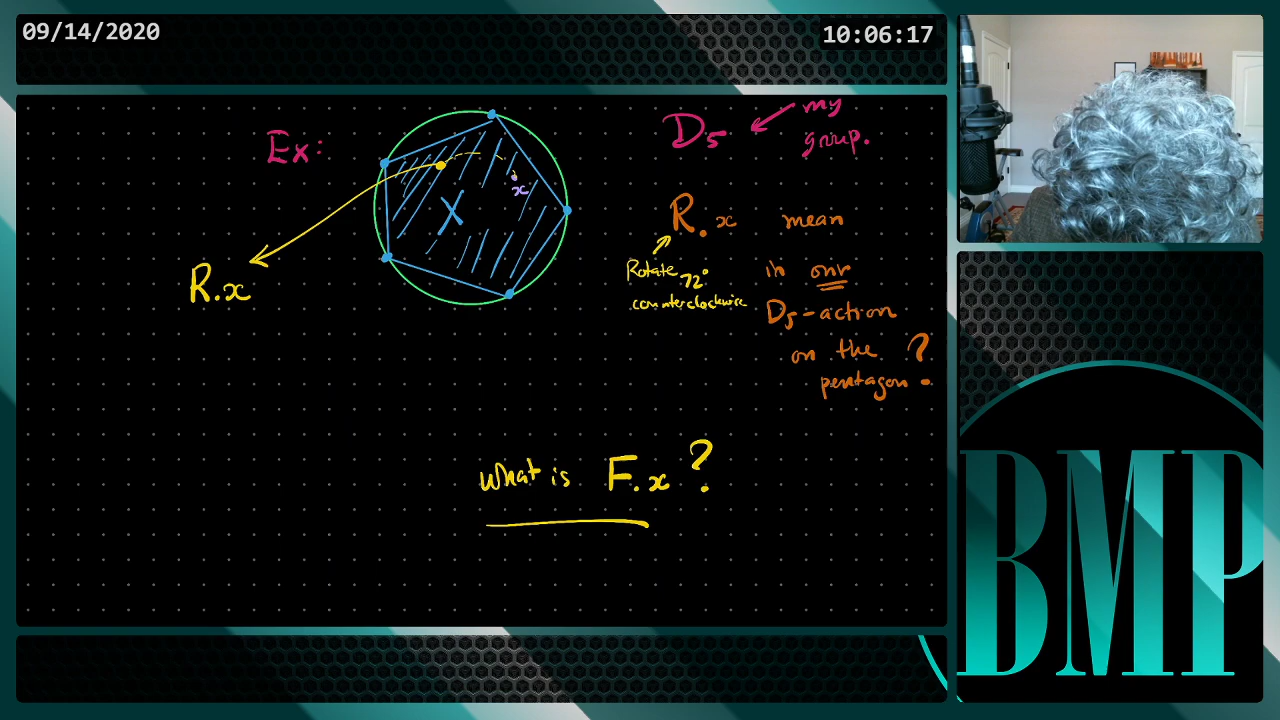 09/14/2020
10:06:17
Ex:
X
x
R.x
D5
my
group.
R.x mean
in our
D5-action
on the
pentagon ?
Rotate 72°
counterclockwise
What is F.x ?
BMP